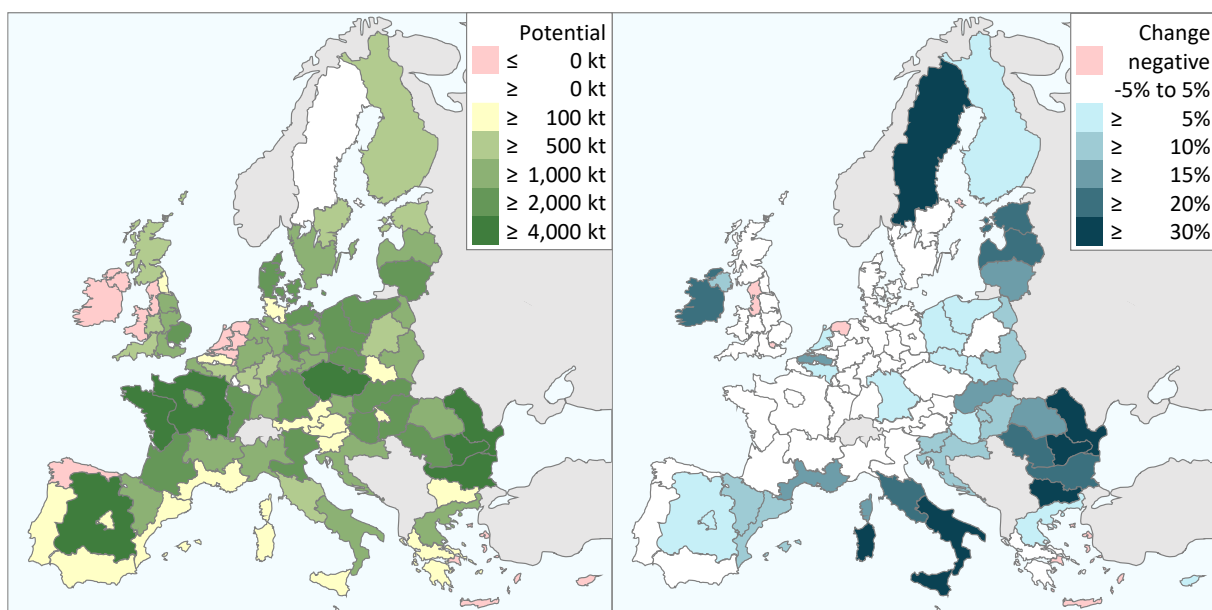 Potential
≤ 0 kt
≥ 0 kt
≥ 100 kt
≥ 500 kt
≥ 1,000 kt
≥ 2,000 kt
≥ 4,000 kt
Change
negative
-5% to 5%
≥ 5%
≥ 10%
≥ 15%
≥ 20%
≥ 30%